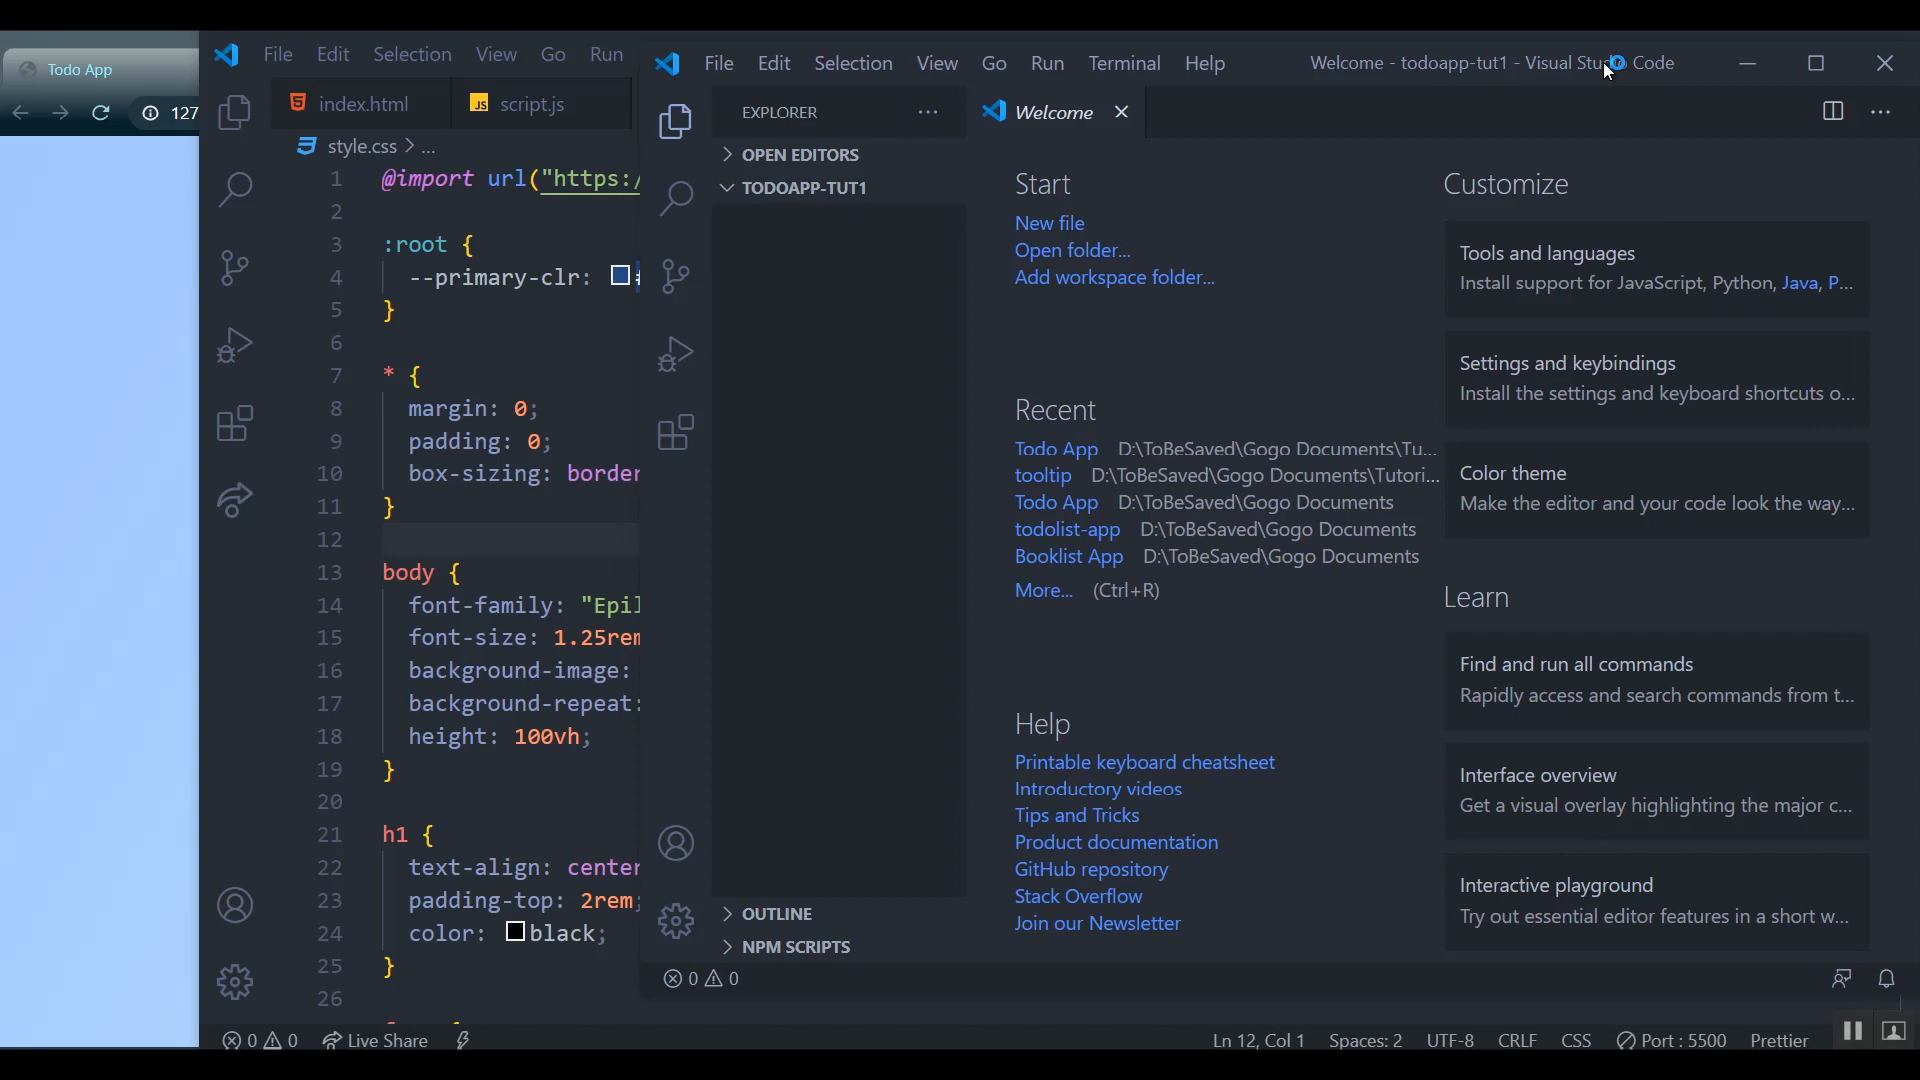 Todo App
127
File Edit Selection View Go Run
index.html script.js
style.css > ...
1 @import url("https:/
2
3 :root {
4 --primary-clr: #
5 }
6
7 * {
8 margin: 0;
9 padding: 0;
10 box-sizing: border
11 }
12
13 body {
14 font-family: "Epil
15 font-size: 1.25rem
16 background-image:
17 background-repeat:
18 height: 100vh;
19 }
20
21 h1 {
22 text-align: center
23 padding-top: 2rem;
24 color: black;
25 }
26
0 0 Live Share
Ln 12, Col 1 Spaces: 2 UTF-8 CRLF CSS Port : 5500 Prettier
File Edit Selection View Go Run Terminal Help
Welcome - todoapp-tut1 - Visual Studio Code
EXPLORER ...
Welcome
OPEN EDITORS
TODOAPP-TUT1
OUTLINE
NPM SCRIPTS
0 0
Start
New file
Open folder...
Add workspace folder...
Recent
Todo App D:\ToBeSaved\Gogo Documents\Tu...
tooltip D:\ToBeSaved\Gogo Documents\Tutori...
Todo App D:\ToBeSaved\Gogo Documents
todolist-app D:\ToBeSaved\Gogo Documents
Booklist App D:\ToBeSaved\Gogo Documents
More... (Ctrl+R)
Help
Printable keyboard cheatsheet
Introductory videos
Tips and Tricks
Product documentation
GitHub repository
Stack Overflow
Join our Newsletter
Customize
Tools and languages
Install support for JavaScript, Python, Java, P...
Settings and keybindings
Install the settings and keyboard shortcuts o...
Color theme
Make the editor and your code look the way...
Learn
Find and run all commands
Rapidly access and search commands from t...
Interface overview
Get a visual overlay highlighting the major c...
Interactive playground
Try out essential editor features in a short w...